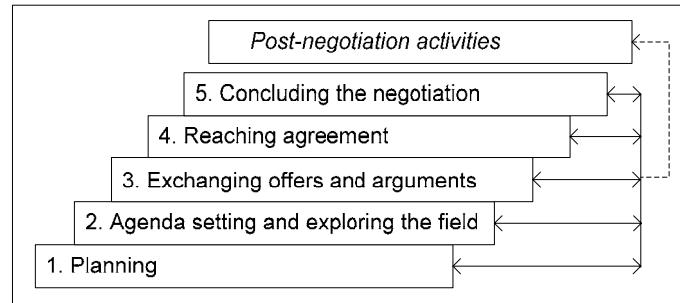 Post-negotiation activities
5. Concluding the negotiation
4. Reaching agreement
3. Exchanging offers and arguments
2. Agenda setting and exploring the field
1. Planning